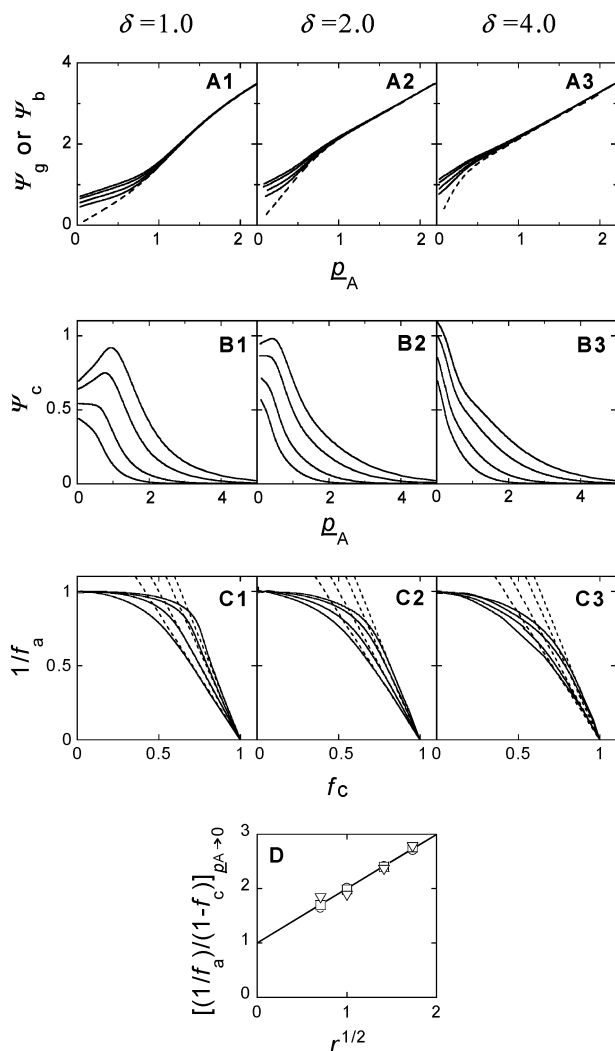 δ =1.0 δ =2.0 δ =4.0
A1 A2 A3
Ψg or Ψb
4
2
0
0 1 2 0 1 2 0 1 2
pA
B1 B2 B3
Ψc
1
0.5
0
0 2 4 0 2 4 0 2 4
pA
C1 C2 C3
1/fa
1
0.5
0
0 0.5 1 0 0.5 1 0 0.5 1
fc
D
[(1/fa)/(1-fc)]pA→0
3
2
1
0
0 1 2
r1/2